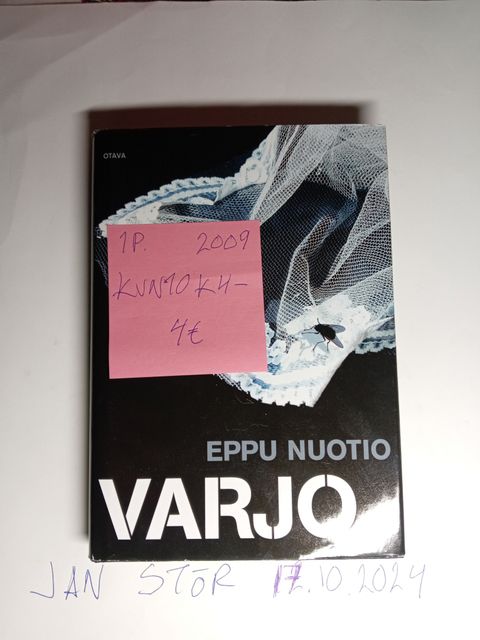 OTAVA
1P. 2009
KUNTO K4-
4€
EPPU NUOTIO
VARJO
JAN STÖR 17.10.2024